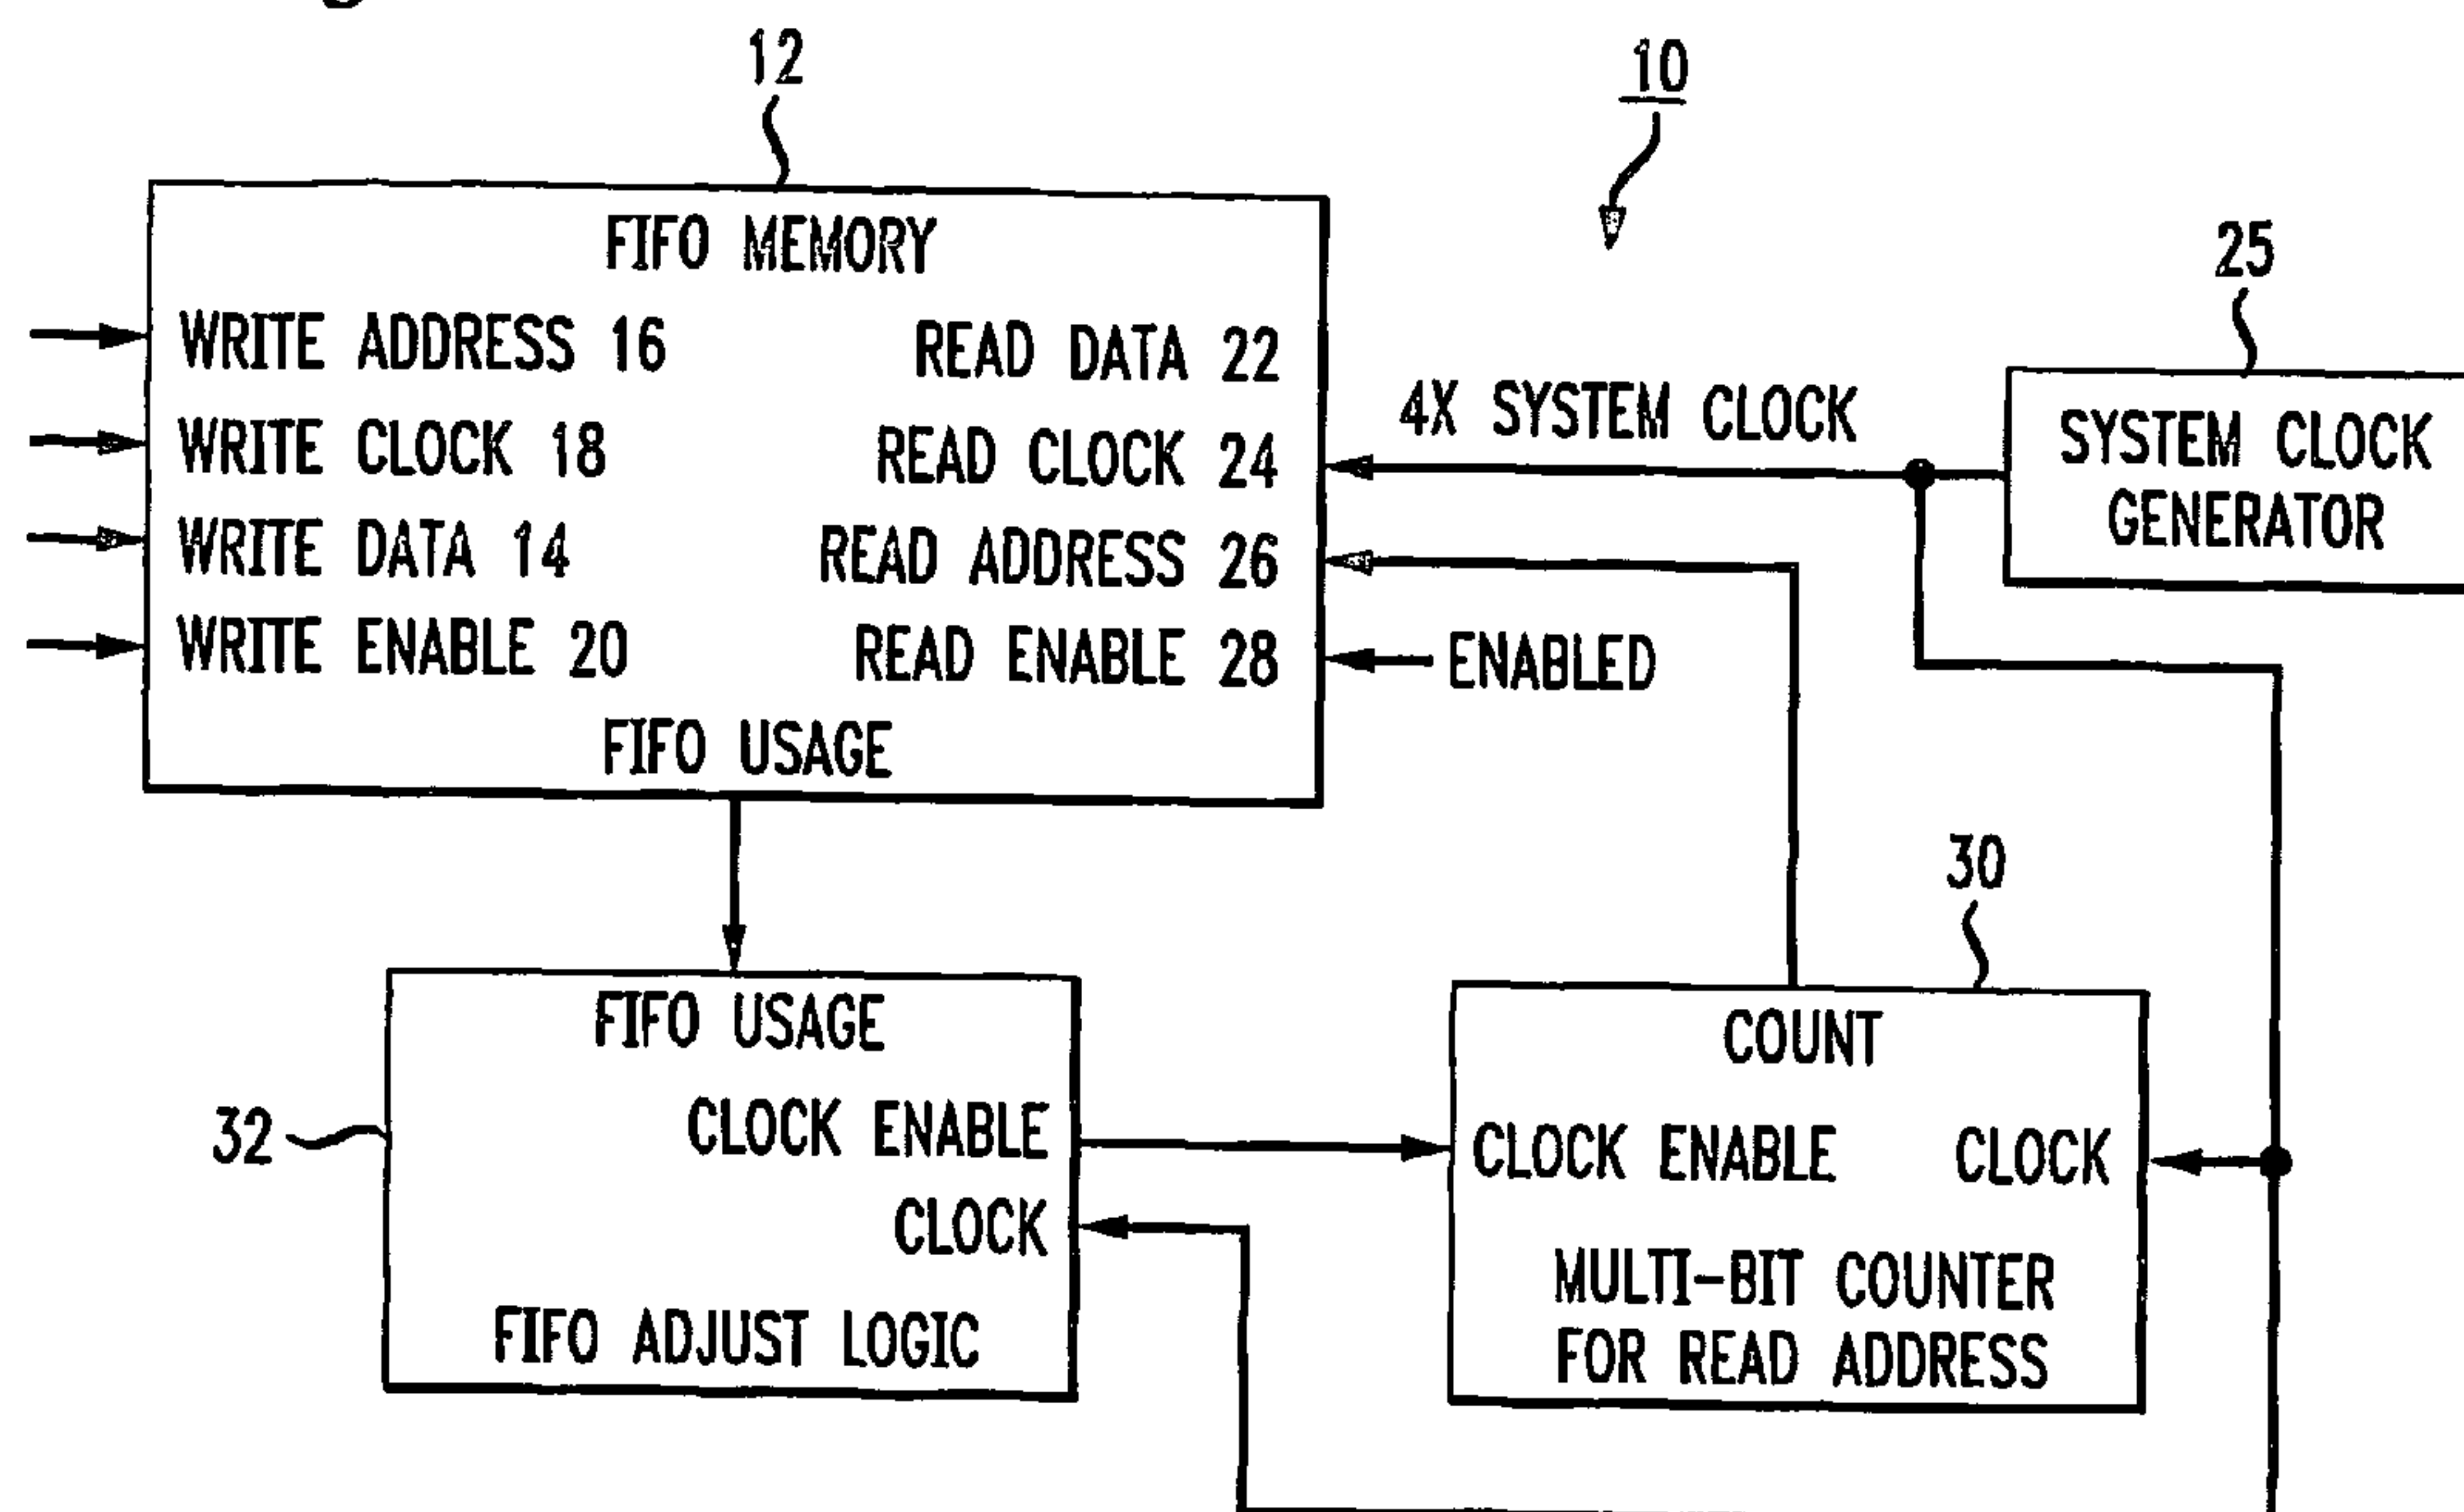 12
10
FIFO MEMORY
25
WRITE ADDRESS 16
READ DATA 22
WRITE CLOCK 18
READ CLOCK 24
4X SYSTEM CLOCK
SYSTEM CLOCK
GENERATOR
WRITE DATA 14
READ ADDRESS 26
WRITE ENABLE 20
READ ENABLE 28
ENABLED
FIFO USAGE
30
FIFO USAGE
COUNT
32
CLOCK ENABLE
CLOCK ENABLE
CLOCK
CLOCK
MULTI-BIT COUNTER
FOR READ ADDRESS
FIFO ADJUST LOGIC